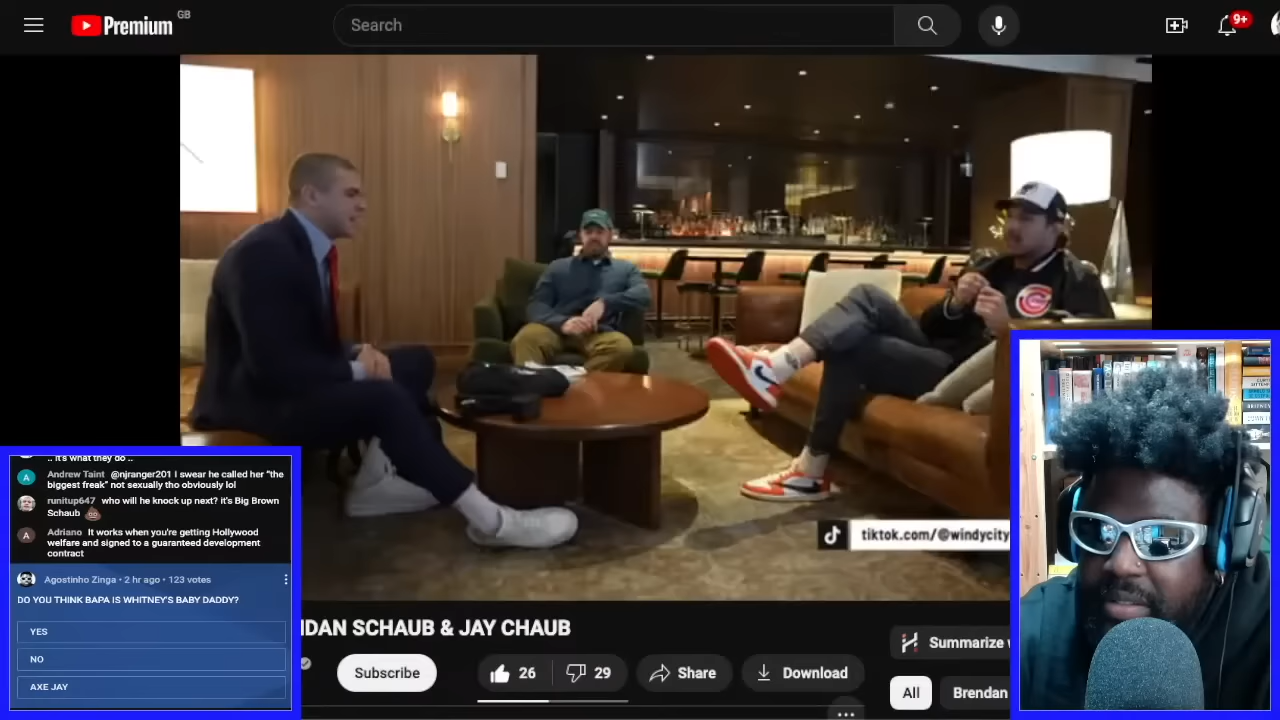 Premium
GB
Search
9+
tiktok.com/@windycity
.. it's what they do ..
Andrew Taint @njranger201 I swear he called her "the
biggest freak" not sexually tho obviously lol
runitup647 who will he knock up next? it's Big Brown
Schaub
Adriano It works when you're getting Hollywood
welfare and signed to a guaranteed development
contract
Agostinho Zinga • 2 hr ago • 123 votes
DO YOU THINK BAPA IS WHITNEY'S BABY DADDY?
YES
NO
AXE JAY
IDAN SCHAUB & JAY CHAUB
Subscribe
26
29
Share
Download
Summarize
All
Brendan